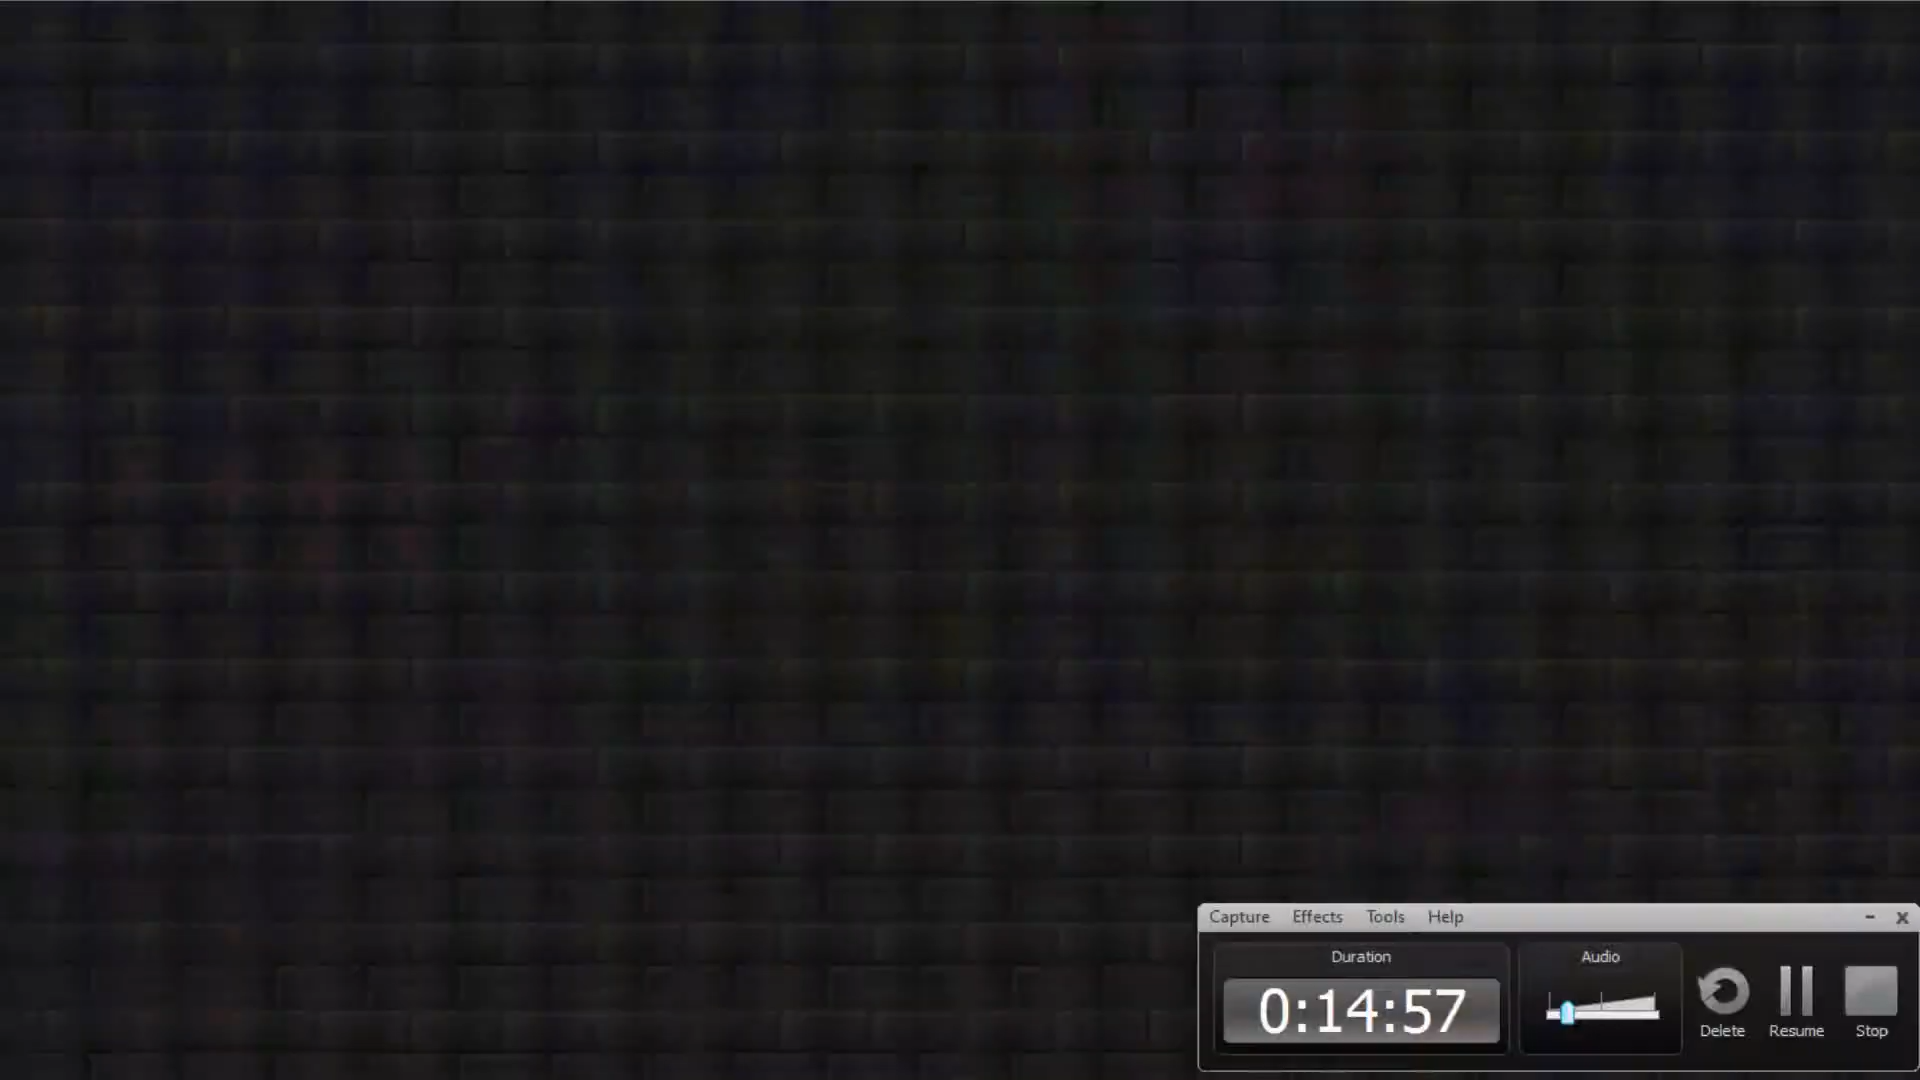 Capture Effects Tools Help
Duration
Audio
0:14:57
Delete Resume Stop